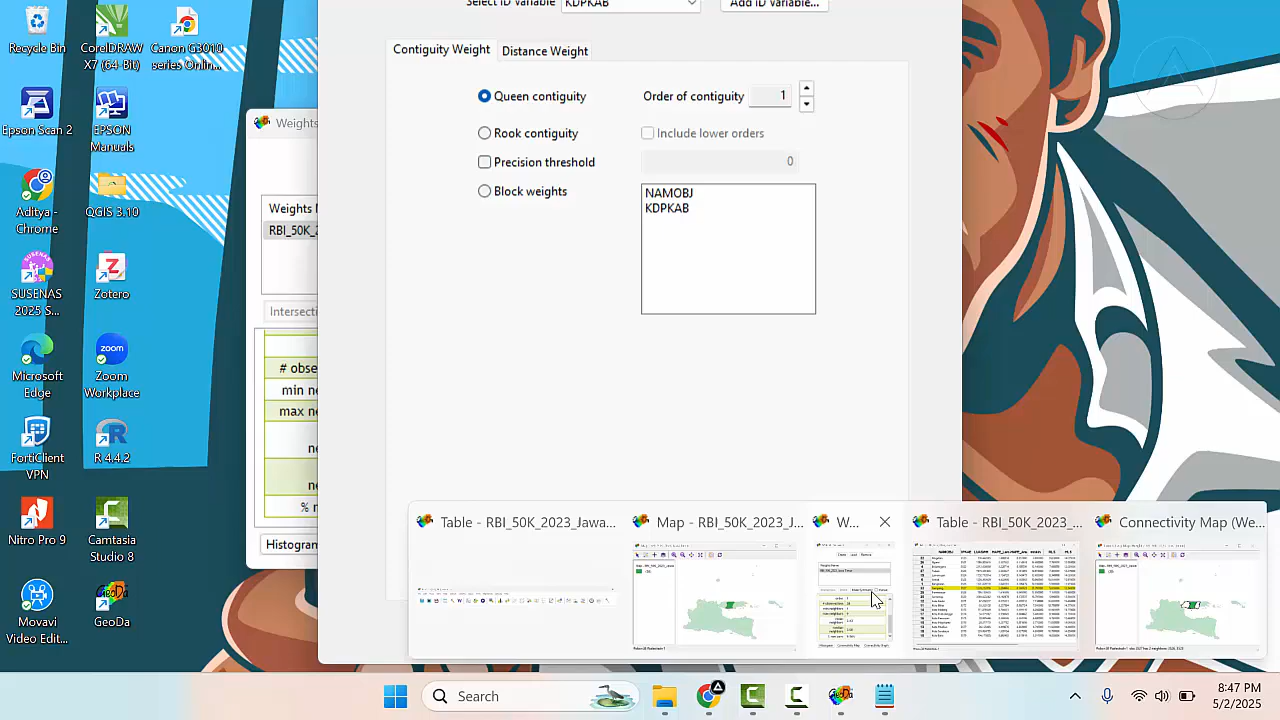 Select ID Variable
KDPKAB
Add ID Variable...
Recycle Bin
CorelDRAW X7 (64-Bit)
Canon G3010 series Onlin...
Contiguity Weight
Distance Weight
Queen contiguity
Order of contiguity
1
Epson Scan 2
EPSON Manuals
Weights
Rook contiguity
Include lower orders
Precision threshold
0
Block weights
NAMOBJ
KDPKAB
Aditya - Chrome
QGIS 3.10
Weights
RBI_50K_2
SUSENAS 2025 S...
Zotero
Intersecti
# obse
min ne
max ne
Microsoft Edge
Zoom Workplace
ne
FortiClient VPN
R 4.4.2
ne
% n
Histogram
Nitro Pro 9
Camtasia Studio 8
Table - RBI_50K_2023_Jawa...
Map - RBI_50K_2023_J...
W...
Table - RBI_50K_2023_...
Connectivity Map (We...
Movavi Video Edit...
GeoDa
Search
8:47 PM
5/2/2025